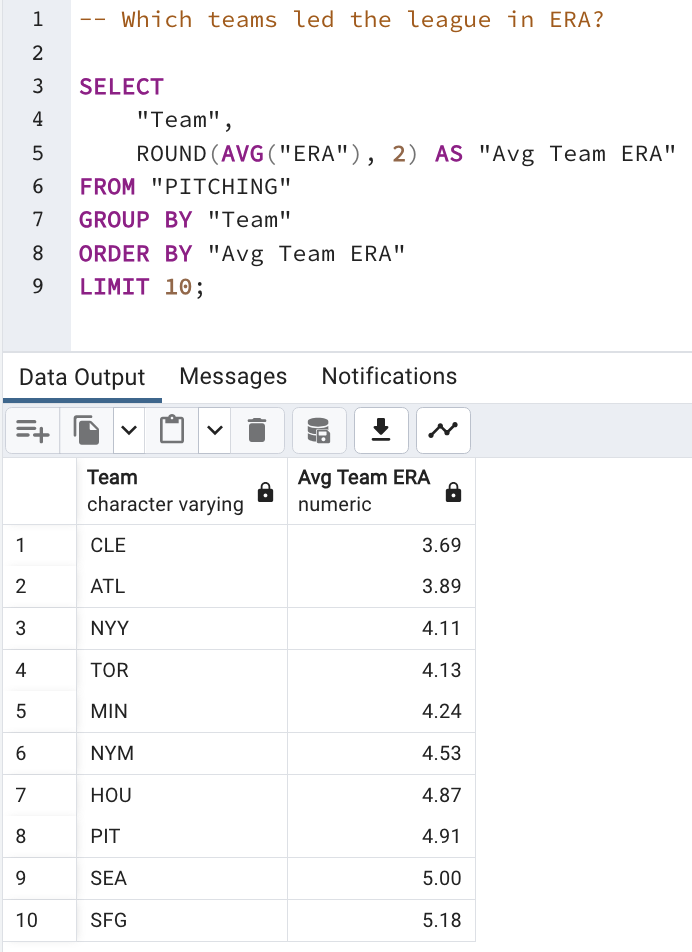 1 -- Which teams led the league in ERA?
2
3 SELECT
4 "Team",
5 ROUND(AVG("ERA"), 2) AS "Avg Team ERA"
6 FROM "PITCHING"
7 GROUP BY "Team"
8 ORDER BY "Avg Team ERA"
9 LIMIT 10;
Data Output Messages Notifications
Team Avg Team ERA
character varying numeric
1 CLE 3.69
2 ATL 3.89
3 NYY 4.11
4 TOR 4.13
5 MIN 4.24
6 NYM 4.53
7 HOU 4.87
8 PIT 4.91
9 SEA 5.00
10 SFG 5.18